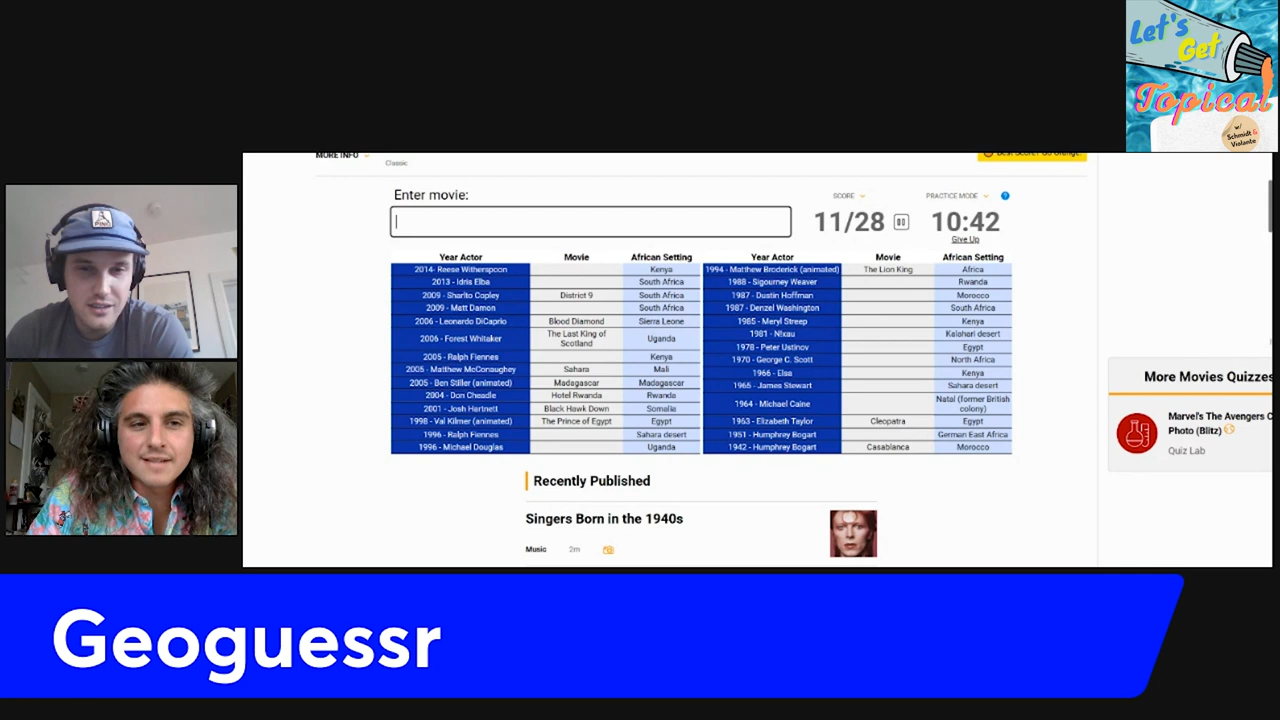 Let's
Get
Topical
w/
Schmidt &
Violante
MORE INFO
Classic
Best Score? Go Orange.
Enter movie:
SCORE
PRACTICE MODE
?
11/28
10:42
Give Up
Year Actor Movie African Setting Year Actor Movie African Setting
2014- Reese Witherspoon Kenya 1994 - Matthew Broderick (animated) The Lion King Africa
2013 - Idris Elba South Africa 1988 - Sigourney Weaver Rwanda
2009 - Sharlto Copley District 9 South Africa 1987 - Dustin Hoffman Morocco
2009 - Matt Damon South Africa 1987 - Denzel Washington South Africa
2006 - Leonardo DiCaprio Blood Diamond Sierra Leone 1985 - Meryl Streep Kenya
2006 - Forest Whitaker The Last King of Scotland Uganda 1981 - N!xau Kalahari desert
1978 - Peter Ustinov Egypt
2005 - Ralph Fiennes Kenya 1970 - George C. Scott North Africa
2005 - Matthew McConaughey Sahara Mali 1966 - Elsa Kenya
2005 - Ben Stiller (animated) Madagascar Madagascar 1965 - James Stewart Sahara desert
2004 - Don Cheadle Hotel Rwanda Rwanda 1964 - Michael Caine Natal (former British colony)
2001 - Josh Hartnett Black Hawk Down Somalia
1998 - Val Kilmer (animated) The Prince of Egypt Egypt 1963 - Elizabeth Taylor Cleopatra Egypt
1996 - Ralph Fiennes Sahara desert 1951 - Humphrey Bogart German East Africa
1996 - Michael Douglas Uganda 1942 - Humphrey Bogart Casablanca Morocco
Recently Published
Singers Born in the 1940s
Music 2m
More Movies Quizzes
Marvel's The Avengers C
Photo (Blitz)
Quiz Lab
Geoguessr